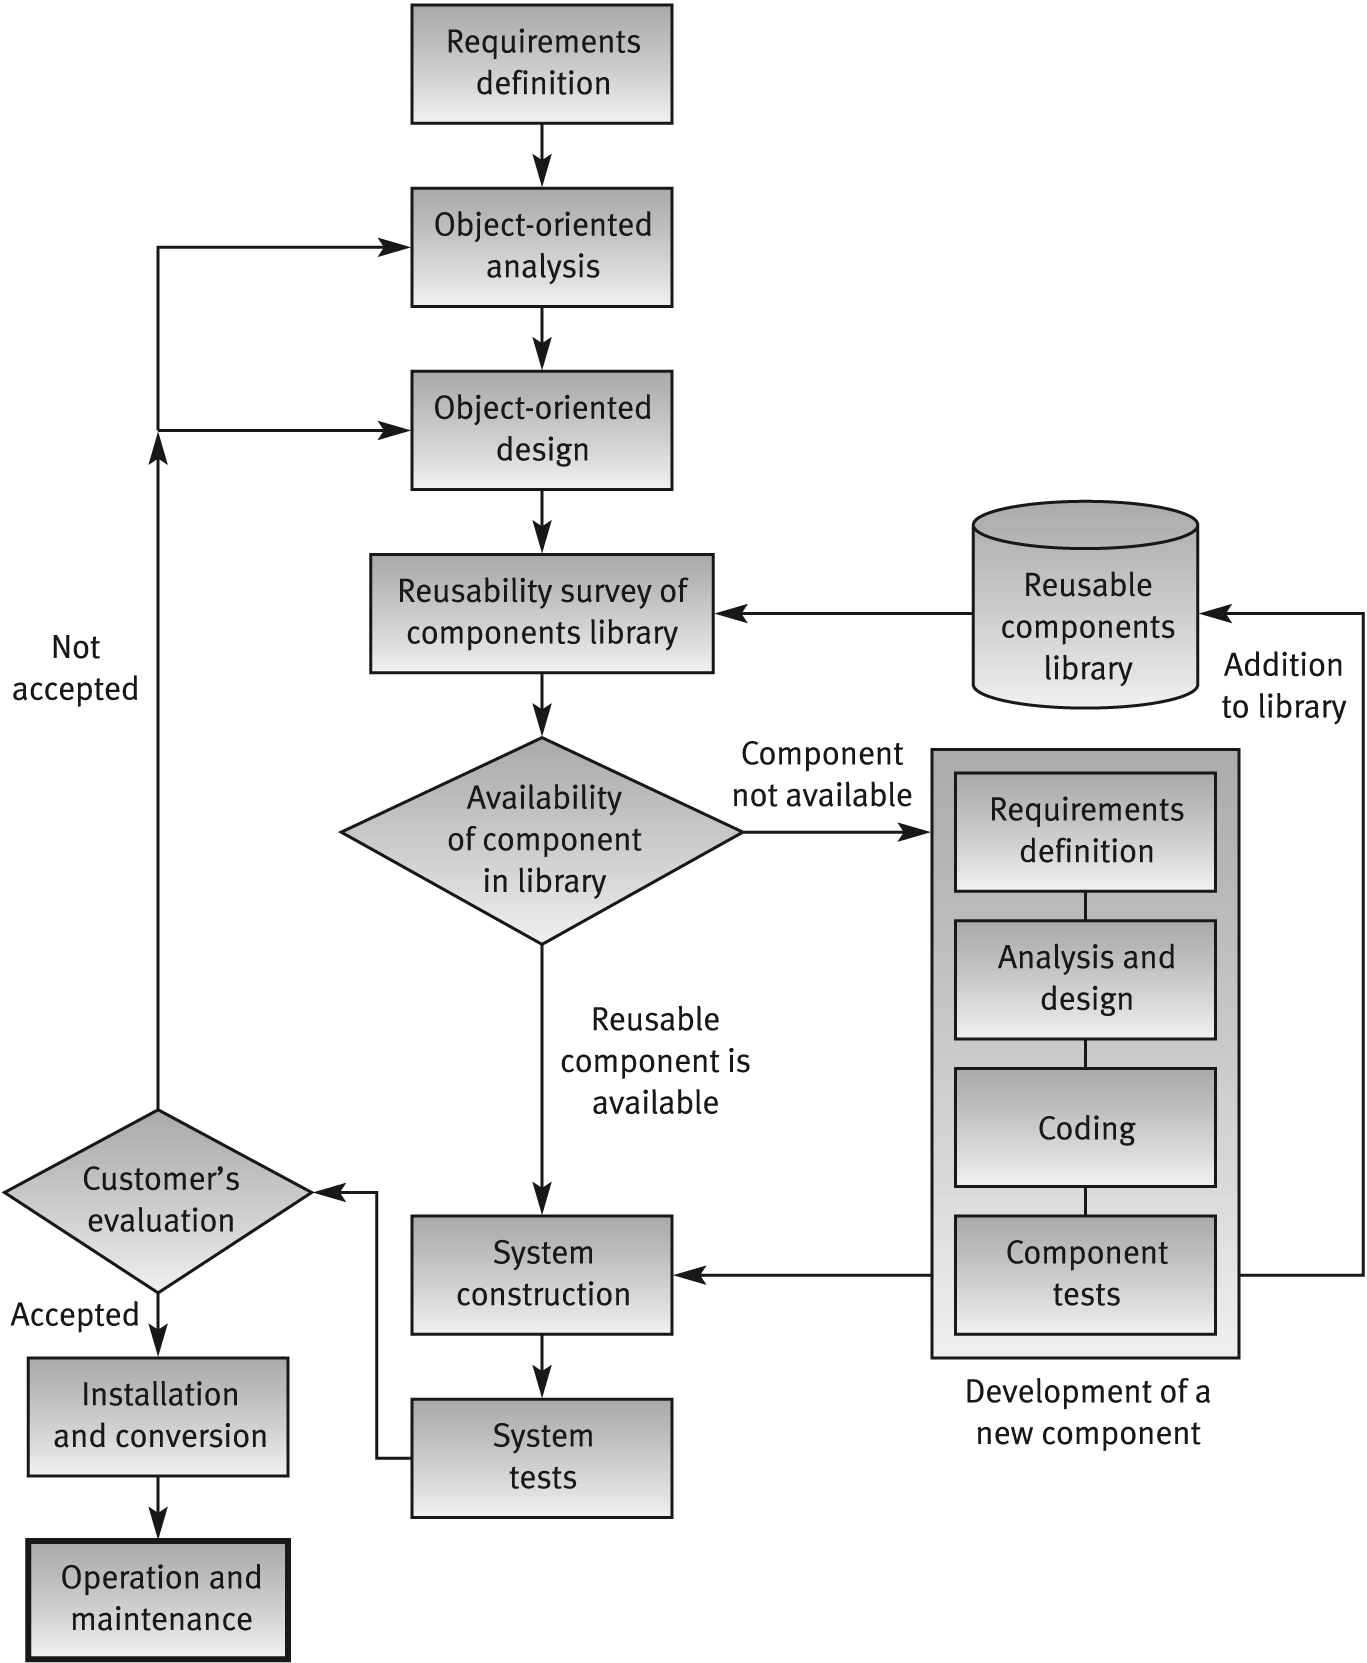 Requirements
definition
Object-oriented
analysis
Object-oriented
design
Reusability survey of
components library
Reusable
components
library
Addition
to library
Not
accepted
Availability
of component
in library
Component
not available
Requirements
definition
Analysis and
design
Coding
Component
tests
Development of a
new component
Reusable
component is
available
System
construction
System
tests
Customer’s
evaluation
Accepted
Installation
and conversion
Operation and
maintenance